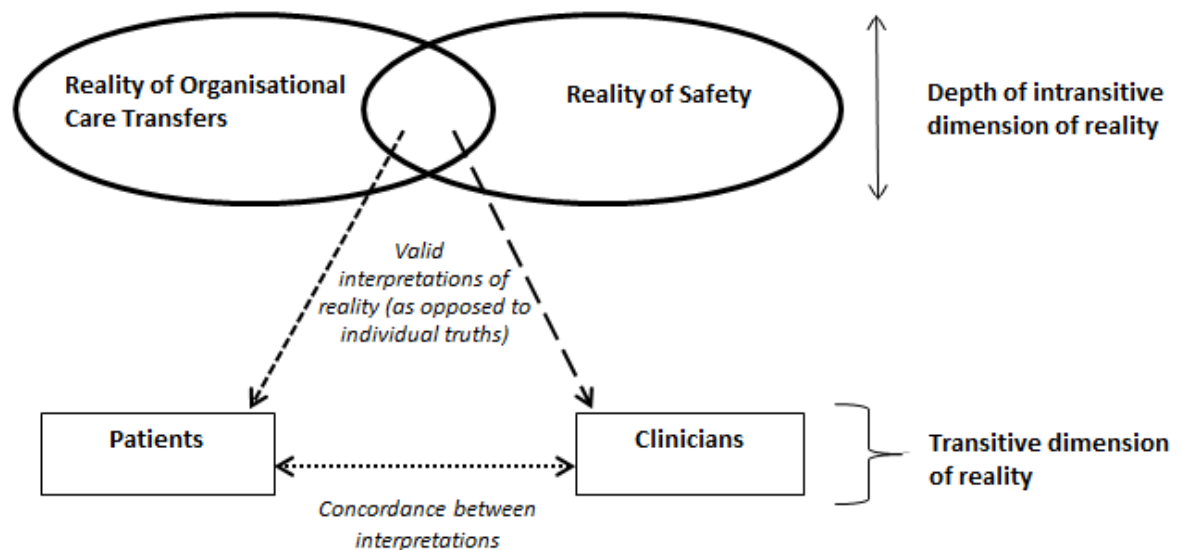 Reality of Organisational
Care Transfers
Reality of Safety
Depth of intransitive
dimension of reality
Valid
interpretations of
reality (as opposed to
individual truths)
Patients
Clinicians
Transitive dimension
of reality
Concordance between
interpretations